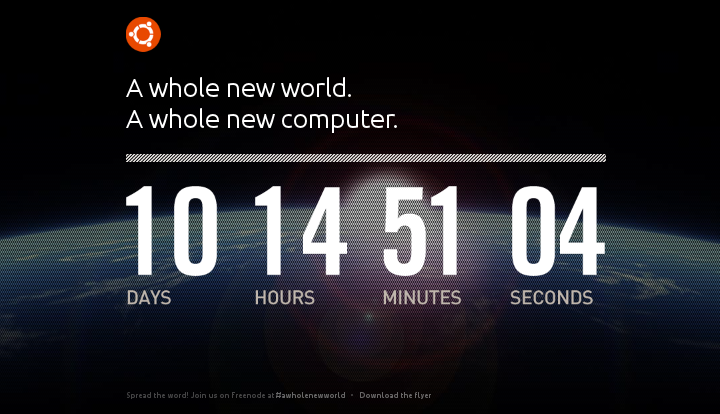 A whole new world.
A whole new computer.
10 14 51 04
DAYS HOURS MINUTES SECONDS
Spread the word! Join us on Freenode at #awholenewworld • Download the flyer